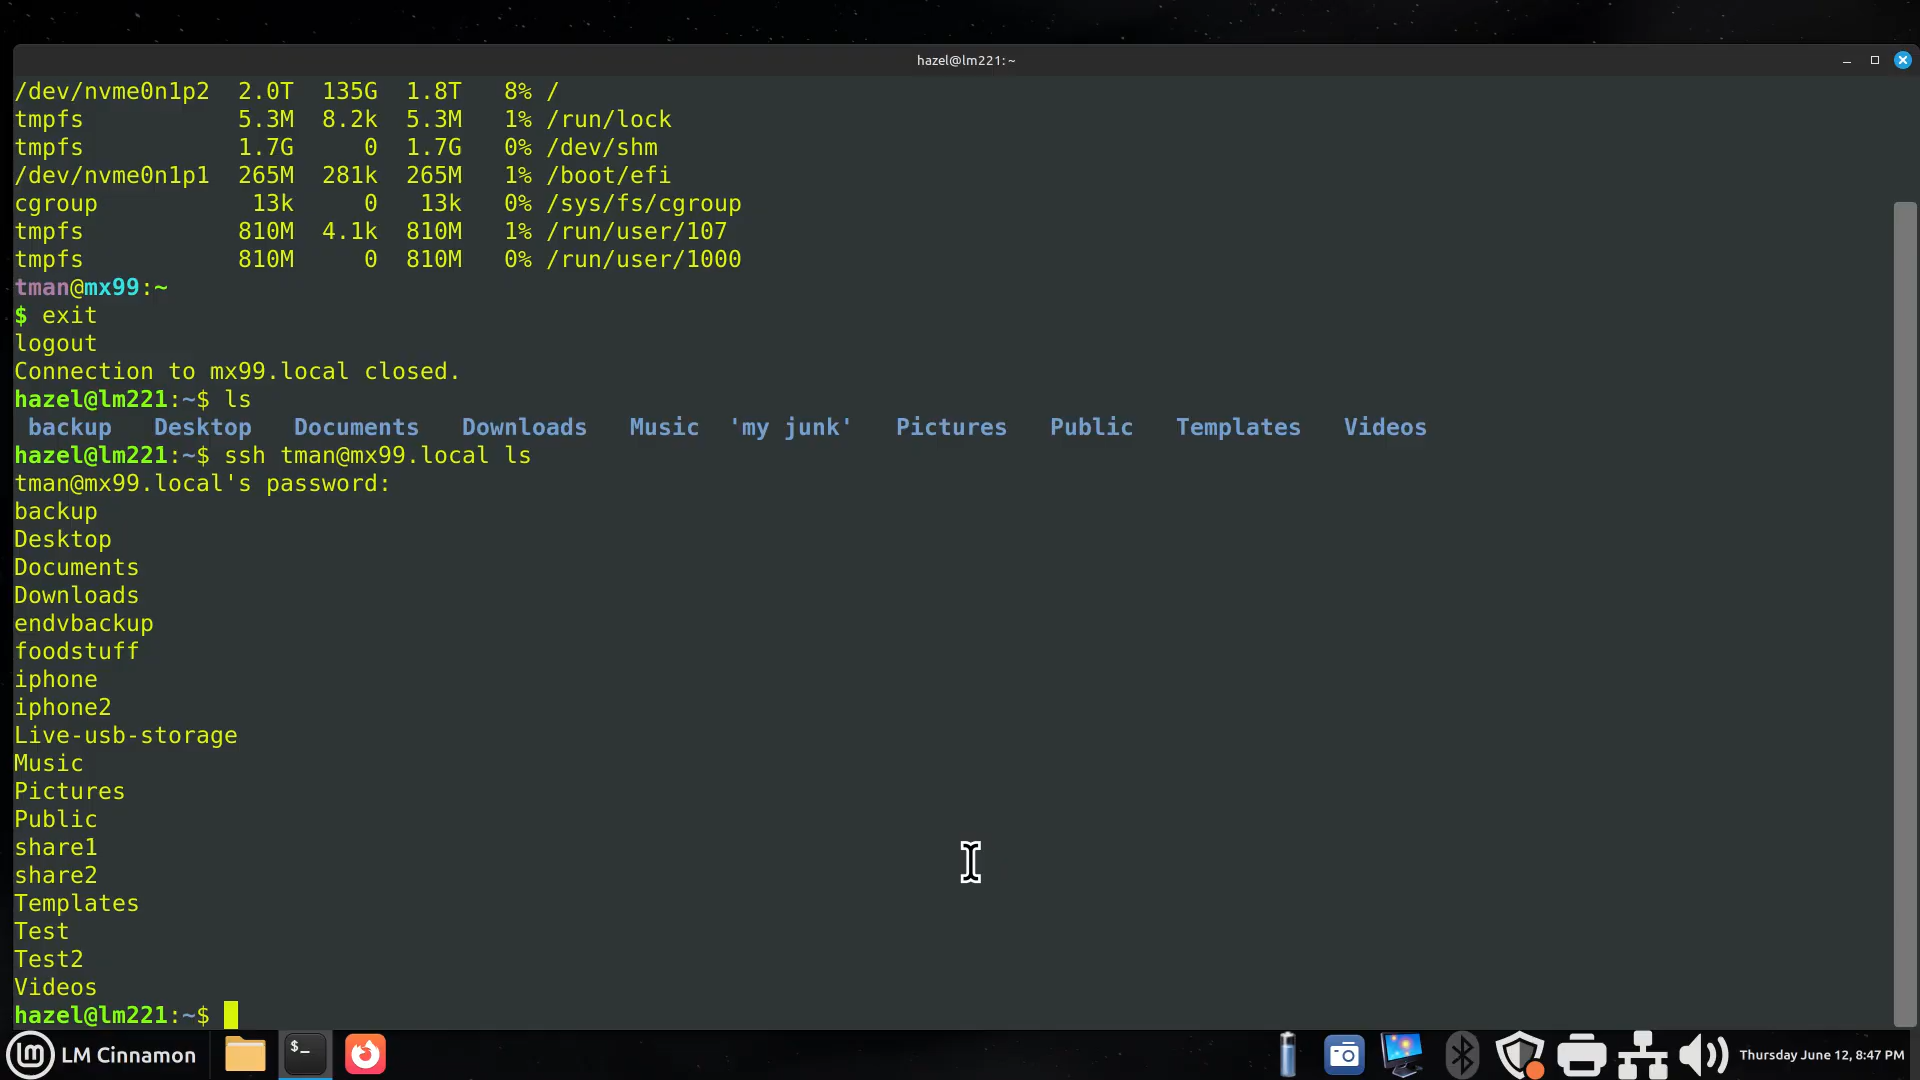 hazel@lm221: ~
/dev/nvme0n1p2  2.0T  135G  1.8T   8% /
tmpfs           5.3M  8.2k  5.3M   1% /run/lock
tmpfs           1.7G     0  1.7G   0% /dev/shm
/dev/nvme0n1p1  265M  281k  265M   1% /boot/efi
cgroup           13k     0   13k   0% /sys/fs/cgroup
tmpfs           810M  4.1k  810M   1% /run/user/107
tmpfs           810M     0  810M   0% /run/user/1000
tman@mx99:~
$ exit
logout
Connection to mx99.local closed.
hazel@lm221:~$ ls
 backup   Desktop   Documents   Downloads   Music  'my junk'   Pictures   Public   Templates   Videos
hazel@lm221:~$ ssh tman@mx99.local ls
tman@mx99.local's password:
backup
Desktop
Documents
Downloads
endvbackup
foodstuff
iphone
iphone2
Live-usb-storage
Music
Pictures
Public
share1
share2
Templates
Test
Test2
Videos
hazel@lm221:~$
LM Cinnamon
Thursday June 12, 8:47 PM